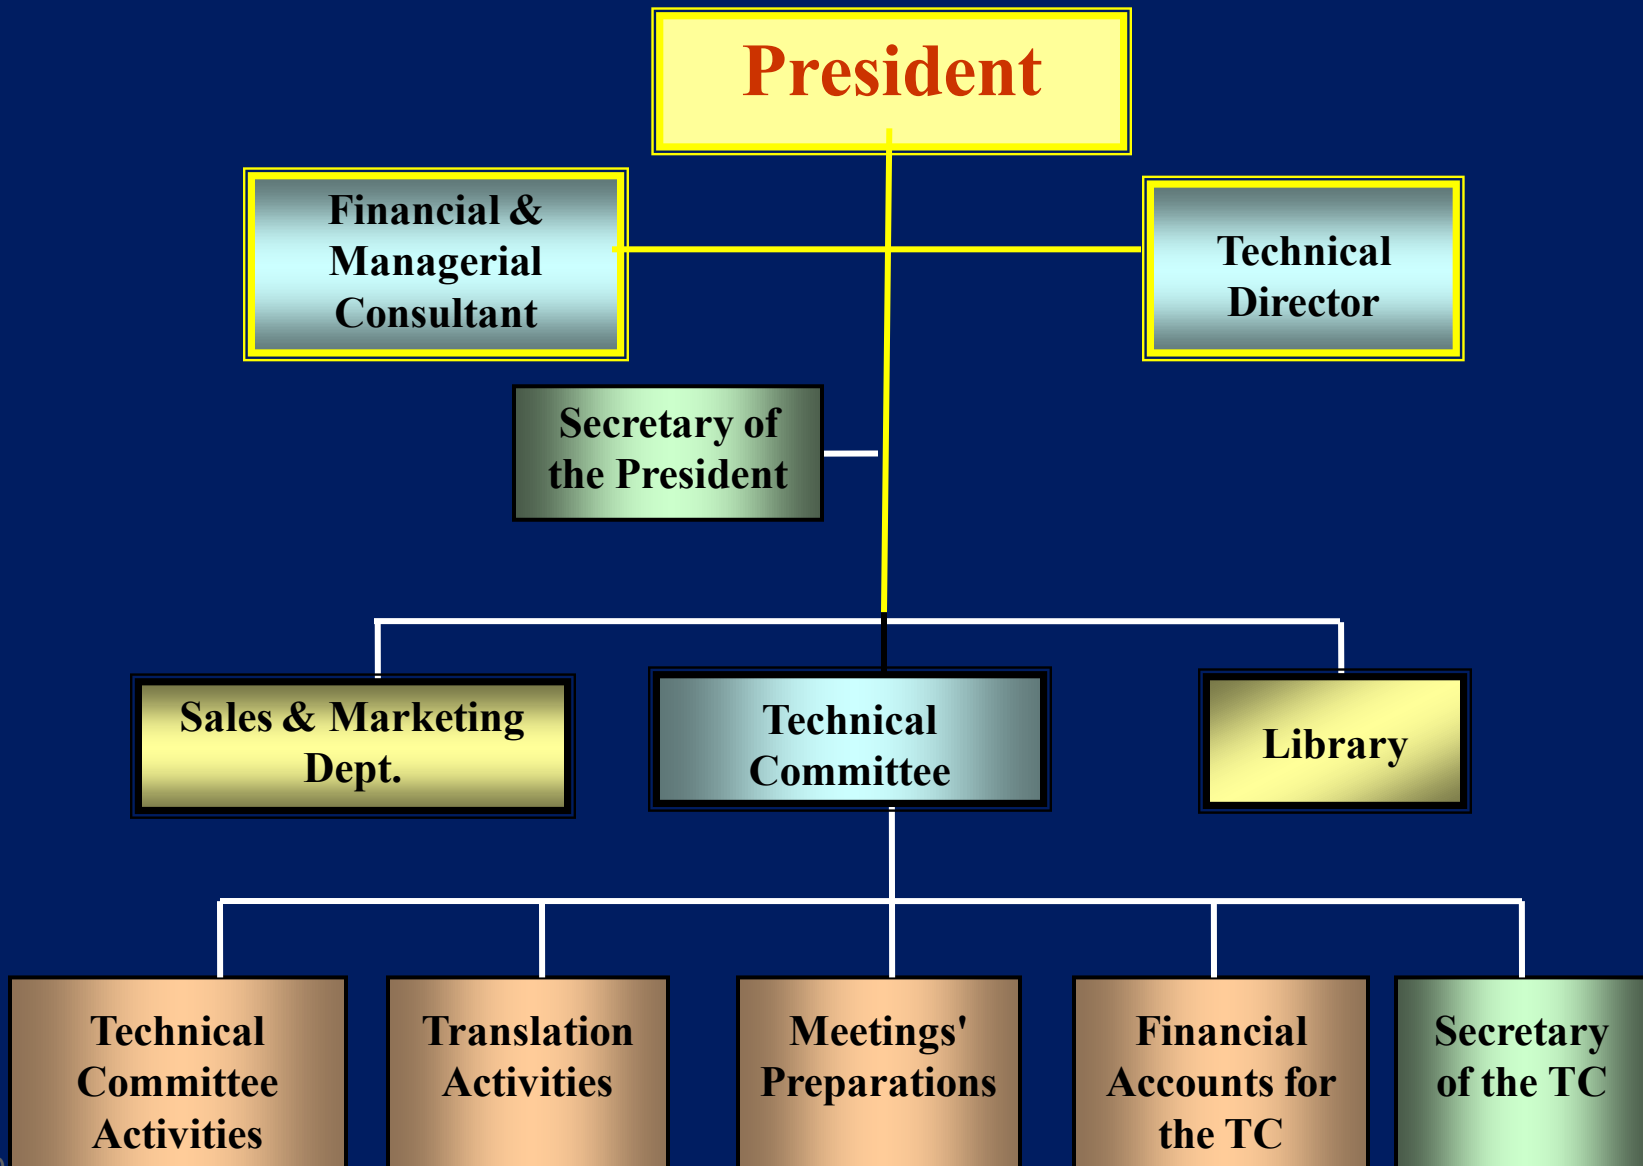 President
Financial &
Managerial
Consultant
Technical
Director
Secretary of
the President
Sales & Marketing
Dept.
Technical
Committee
Library
Technical
Committee
Activities
Translation
Activities
Meetings'
Preparations
Financial
Accounts for
the TC
Secretary
of the TC